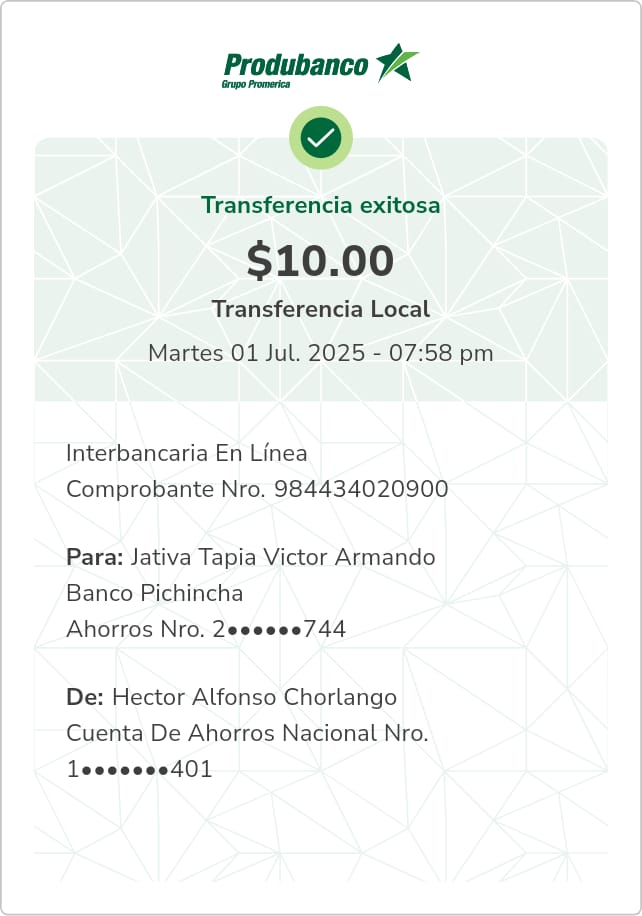 Produbanco
Grupo Promerica
Transferencia exitosa
$10.00
Transferencia Local
Martes 01 Jul. 2025 - 07:58 pm
Interbancaria En Línea
Comprobante Nro. 984434020900
Para: Jativa Tapia Victor Armando
Banco Pichincha
Ahorros Nro. 2●●●●●●744
De: Hector Alfonso Chorlango
Cuenta De Ahorros Nacional Nro.
1●●●●●●●401